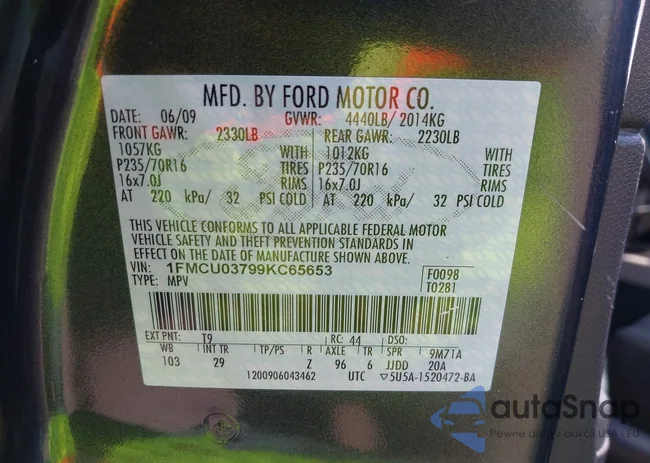 MFD. BY FORD MOTOR CO.
DATE: 06/09 GVWR: 4440LB/ 2014KG
FRONT GAWR: 2330LB REAR GAWR: 2230LB
1057KG WITH 1012KG WITH
P235/70R16 TIRES P235/70R16 TIRES
16x7.0J RIMS 16x7.0J RIMS
AT 220 kPa/ 32 PSI COLD AT 220 kPa/ 32 PSI COLD
THIS VEHICLE CONFORMS TO ALL APPLICABLE FEDERAL MOTOR
VEHICLE SAFETY AND THEFT PREVENTION STANDARDS IN
EFFECT ON THE DATE OF MANUFACTURE SHOWN ABOVE.
VIN: 1FMCU03799KC65653 F0098
TYPE: MPV T0281
EXT PNT: T9 RC: 44 DSO:
WB INT TR TP/PS R AXLE TR SPR 9M71A
103 29 Z 96 6 JJDD 20A
1200906043462 UTC ▽5U5A-1520472-BA
Ford
autoSnap
Pewne auto z USA i EU